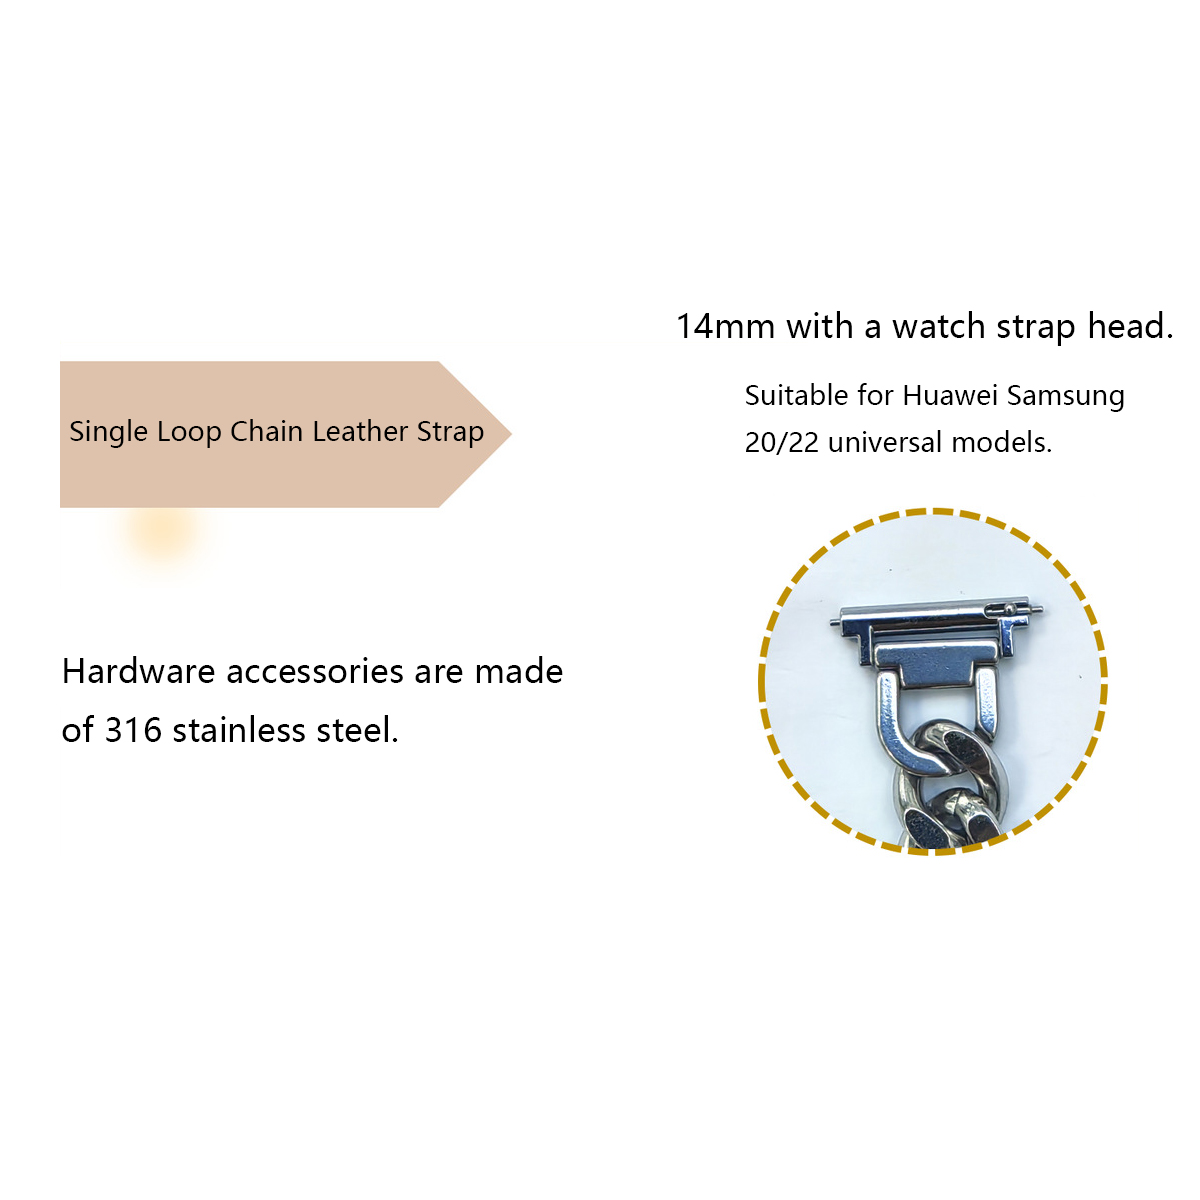 Single Loop Chain Leather Strap
Hardware accessories are made
of 316 stainless steel.
14mm with a watch strap head.
Suitable for Huawei Samsung
20/22 universal models.